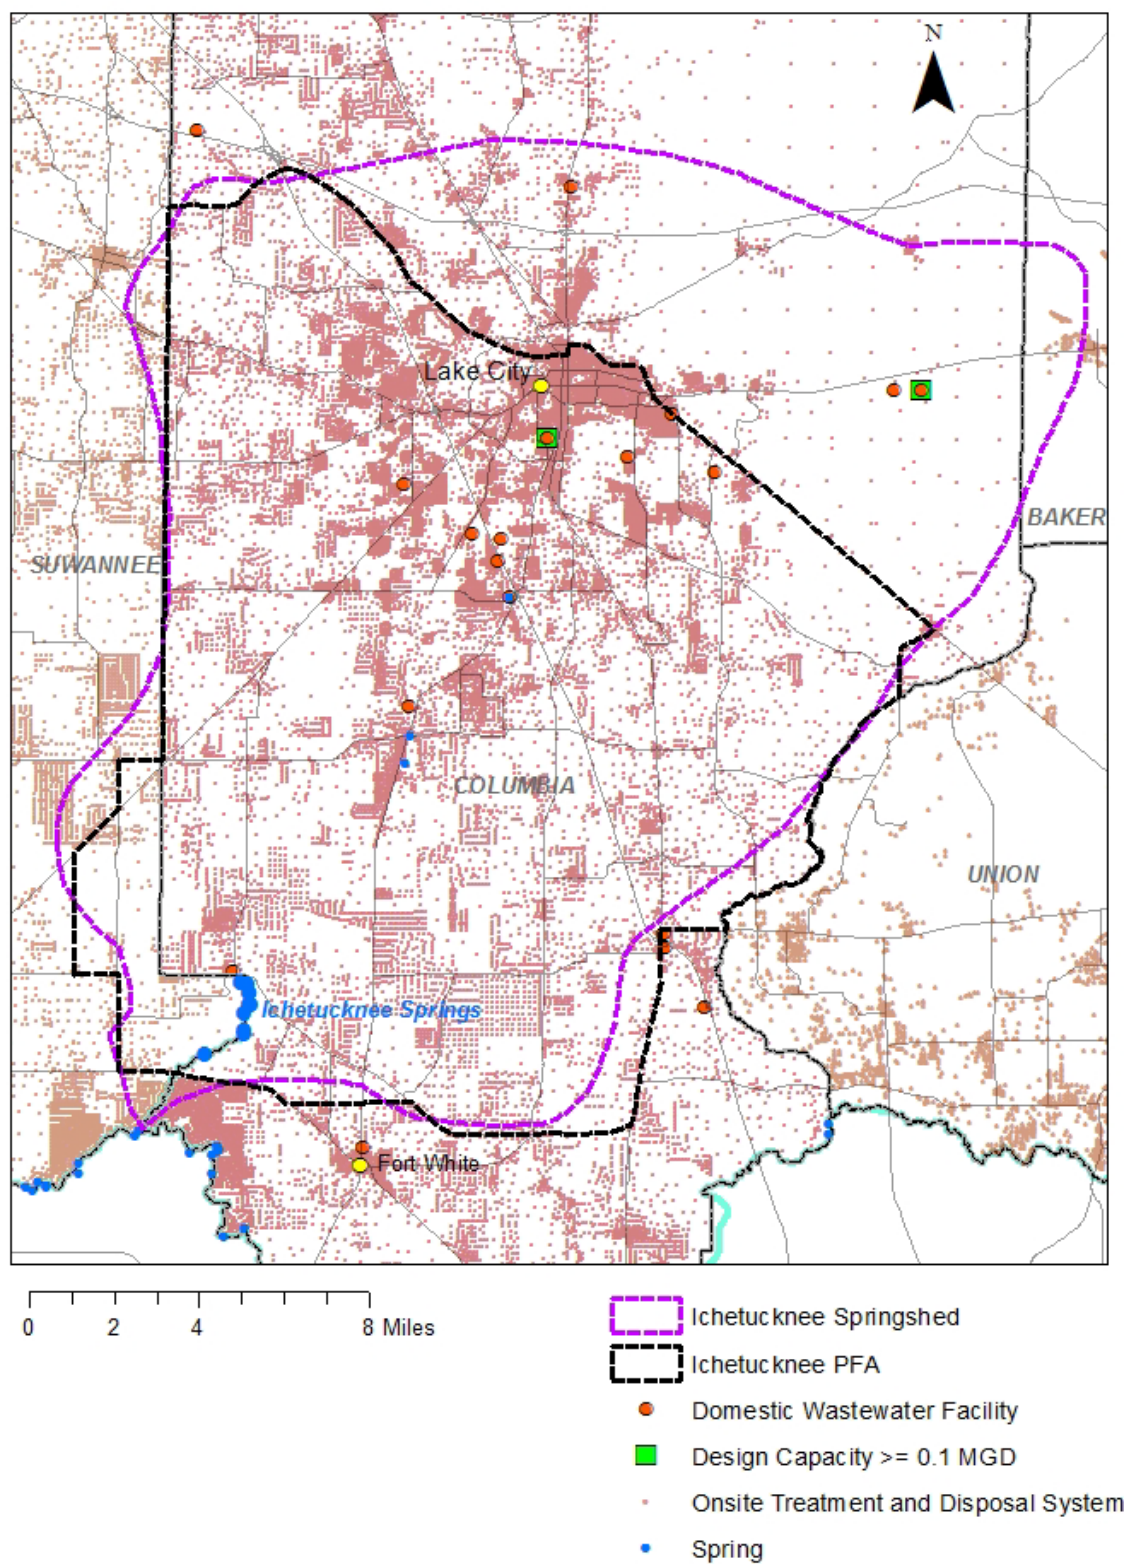 N
Lake City
BAKER
SUWANNEE
COLUMBIA
UNION
Ichetucknee Springs
Fort White
0 2 4 8 Miles
Ichetucknee Springshed
Ichetucknee PFA
Domestic Wastewater Facility
Design Capacity >= 0.1 MGD
Onsite Treatment and Disposal System
Spring